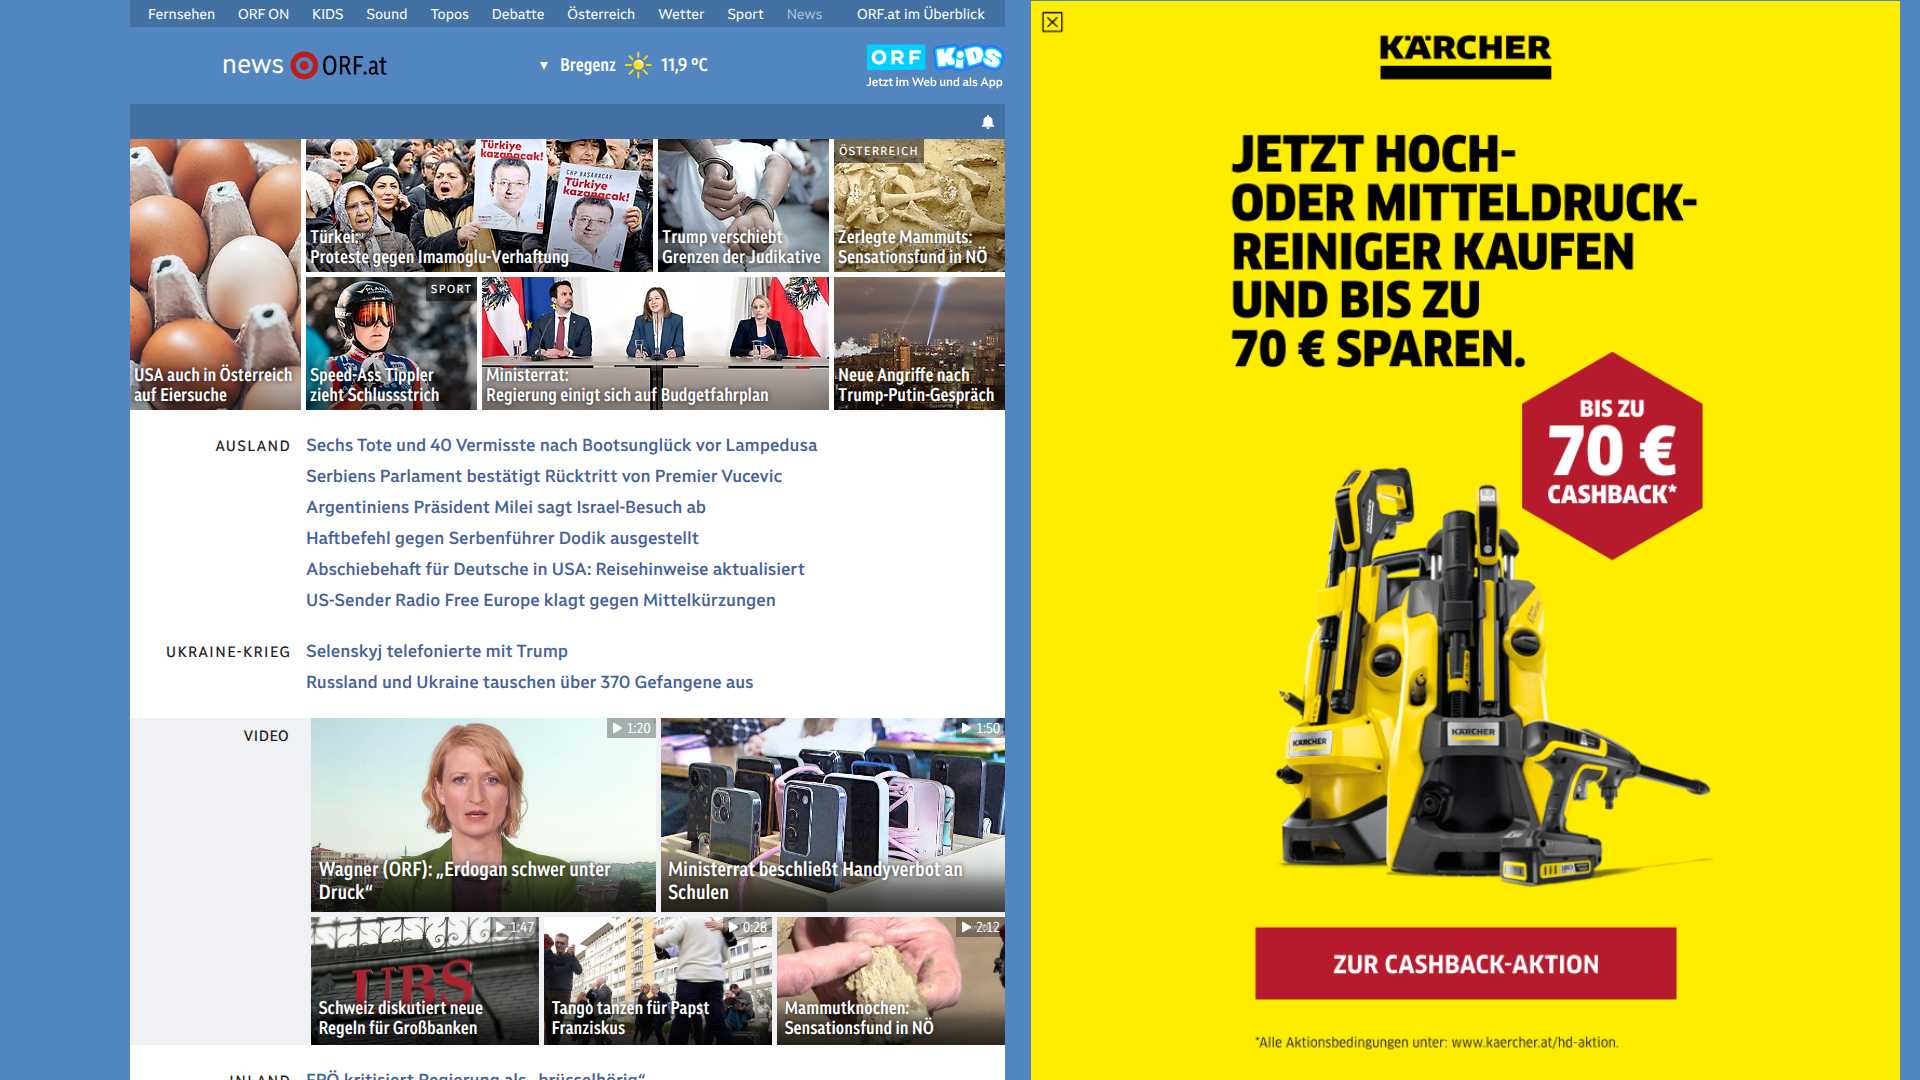 Fernsehen ORF ON KIDS Sound Topos Debatte Österreich Wetter Sport News ORF.at im Überblick
news ORF.at
▼ Bregenz 11,9 °C
ORF KiDS
Jetzt im Web und als App
Türkiye
kazanacak!
CHP BAŞARACAK
Türkiye
kazanacak!
Türkei:
Proteste gegen Imamoglu-Verhaftung
Trump verschiebt
Grenzen der Judikative
ÖSTERREICH
Zerlegte Mammuts:
Sensationsfund in NÖ
USA auch in Österreich
auf Eiersuche
SPORT
Speed-Ass Tippler
zieht Schlussstrich
Ministerrat:
Regierung einigt sich auf Budgetfahrplan
Neue Angriffe nach
Trump-Putin-Gespräch
AUSLAND
Sechs Tote und 40 Vermisste nach Bootsunglück vor Lampedusa
Serbiens Parlament bestätigt Rücktritt von Premier Vucevic
Argentiniens Präsident Milei sagt Israel-Besuch ab
Haftbefehl gegen Serbenführer Dodik ausgestellt
Abschiebehaft für Deutsche in USA: Reisehinweise aktualisiert
US-Sender Radio Free Europe klagt gegen Mittelkürzungen
UKRAINE-KRIEG
Selenskyj telefonierte mit Trump
Russland und Ukraine tauschen über 370 Gefangene aus
VIDEO
1:20
Wagner (ORF): „Erdogan schwer unter
Druck“
1:50
Ministerrat beschließt Handyverbot an
Schulen
1:47
UBS
Schweiz diskutiert neue
Regeln für Großbanken
0:28
Tango tanzen für Papst
Franziskus
2:12
Mammutknochen:
Sensationsfund in NÖ
INLAND
FPÖ kritisiert Regierung als „brüsselhörig“
KÄRCHER
JETZT HOCH-
ODER MITTELDRUCK-
REINIGER KAUFEN
UND BIS ZU
70 € SPAREN.
BIS ZU
70 €
CASHBACK*
KÄRCHER
KÄRCHER
ZUR CASHBACK-AKTION
*Alle Aktionsbedingungen unter: www.kaercher.at/hd-aktion.